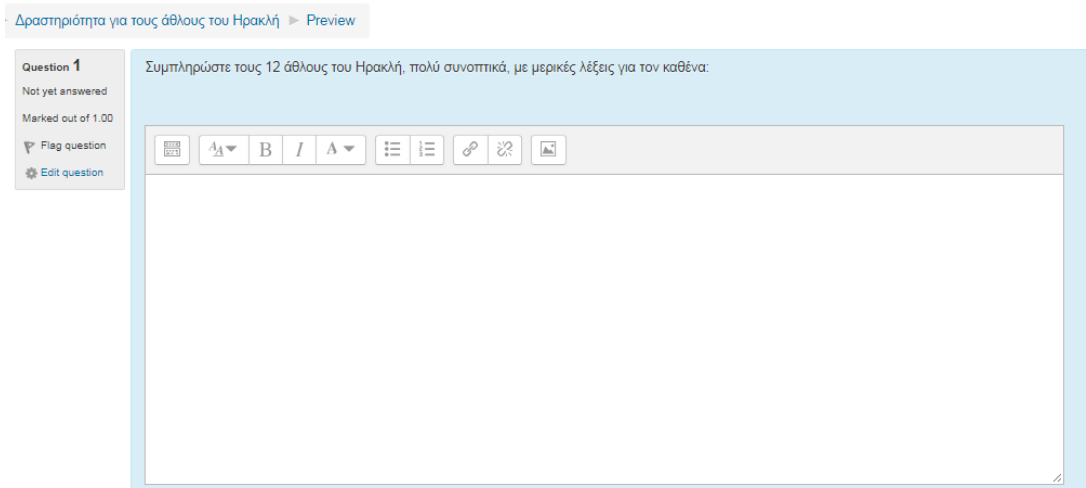 Δραστηριότητα για τους άθλους του Ηρακλή ► Preview
Question 1
Not yet answered
Marked out of 1.00
Flag question
Edit question
Συμπληρώστε τους 12 άθλους του Ηρακλή, πολύ συνοπτικά, με μερικές λέξεις για τον καθένα: